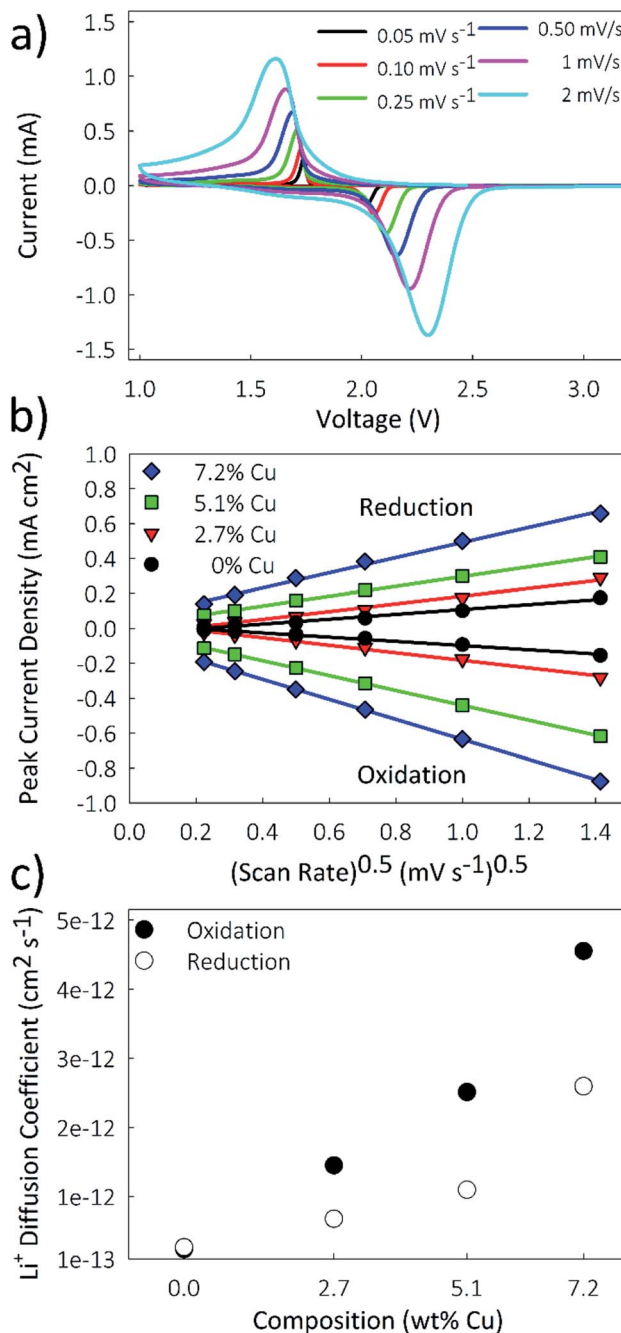 a)
1.5
1.0
0.5
0.0
-0.5
-1.0
-1.5
Current (mA)
0.05 mV s⁻¹
0.10 mV s⁻¹
0.25 mV s⁻¹
0.50 mV/s
1 mV/s
2 mV/s
1.0 1.5 2.0 2.5 3.0
Voltage (V)
b)
1.0
0.8
0.6
0.4
0.2
0.0
-0.2
-0.4
-0.6
-0.8
-1.0
Peak Current Density (mA cm²)
7.2% Cu
5.1% Cu
2.7% Cu
0% Cu
Reduction
Oxidation
0.0 0.2 0.4 0.6 0.8 1.0 1.2 1.4
(Scan Rate)⁰·⁵ (mV s⁻¹)⁰·⁵
c)
5e-12
4e-12
3e-12
2e-12
1e-12
1e-13
Li⁺ Diffusion Coefficient (cm² s⁻¹)
Oxidation
Reduction
0.0 2.7 5.1 7.2
Composition (wt% Cu)